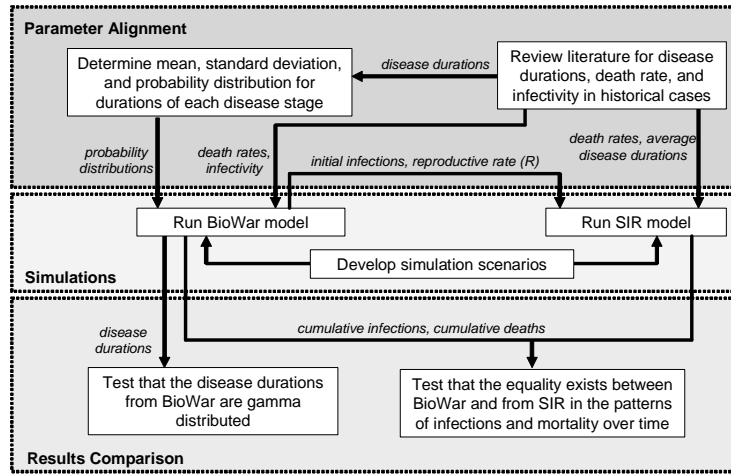 Parameter Alignment
Determine mean, standard deviation,
and probability distribution for
durations of each disease stage
disease durations
Review literature for disease
durations, death rate, and
infectivity in historical cases
probability
distributions
death rates,
infectivity
initial infections, reproductive rate (R)
death rates, average
disease durations
Run BioWar model
Run SIR model
Develop simulation scenarios
Simulations
disease
durations
cumulative infections, cumulative deaths
Test that the disease durations
from BioWar are gamma
distributed
Test that the equality exists between
BioWar and from SIR in the patterns
of infections and mortality over time
Results Comparison